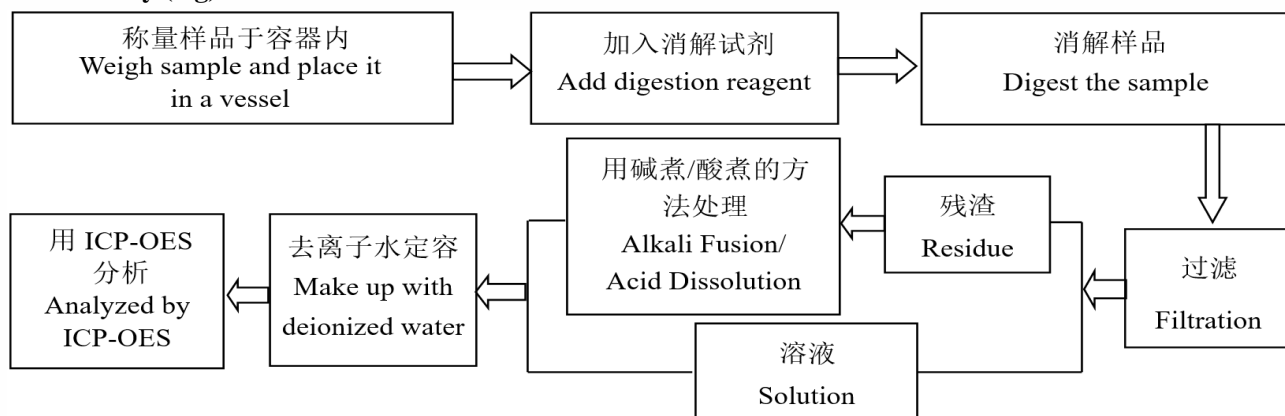 称量样品于容器内
Weigh sample and place it
in a vessel
加入消解试剂
Add digestion reagent
消解样品
Digest the sample
过滤
Filtration
残渣
Residue
用碱煮/酸煮的方
法处理
Alkali Fusion/
Acid Dissolution
溶液
Solution
去离子水定容
Make up with
deionized water
用 ICP-OES
分析
Analyzed by
ICP-OES